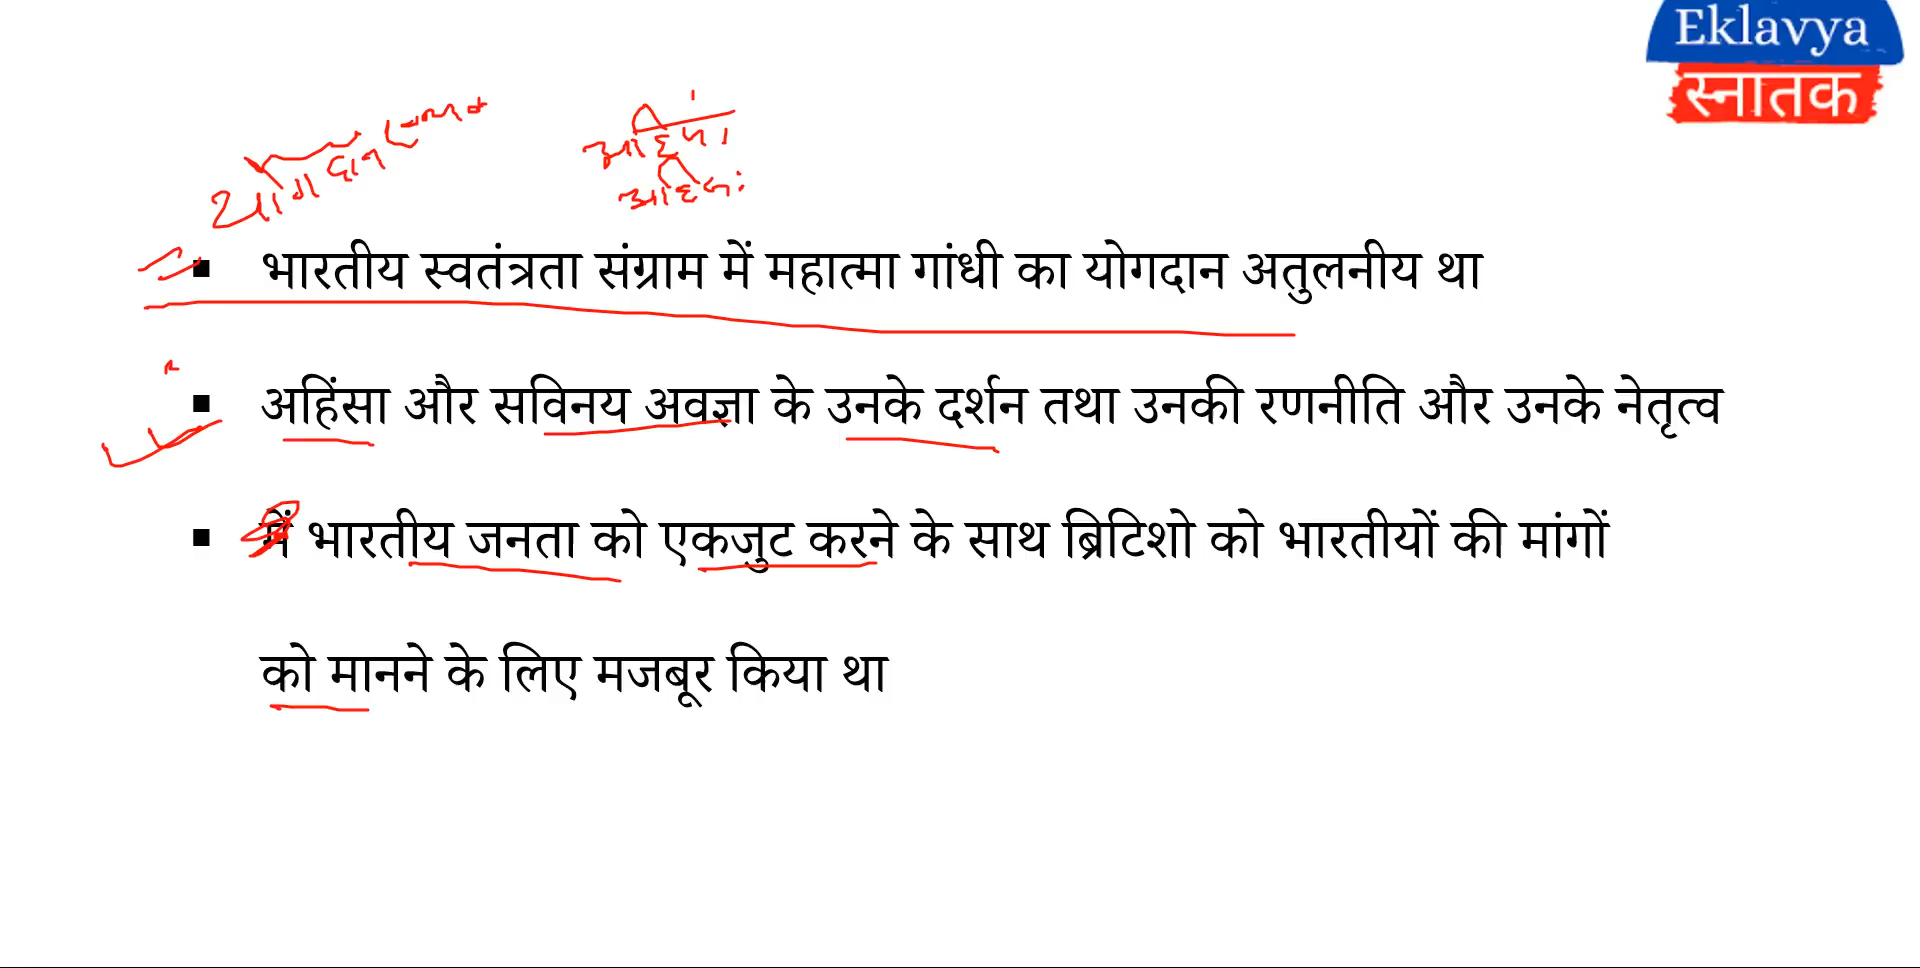 Eklavya
स्नातक
योगदान
अहिंसा
▪ भारतीय स्वतंत्रता संग्राम में महात्मा गांधी का योगदान अतुलनीय था
▪ अहिंसा और सविनय अवज्ञा के उनके दर्शन तथा उनकी रणनीति और उनके नेतृत्व
▪ में भारतीय जनता को एकजुट करने के साथ ब्रिटिशो को भारतीयों की मांगों
को मानने के लिए मजबूर किया था